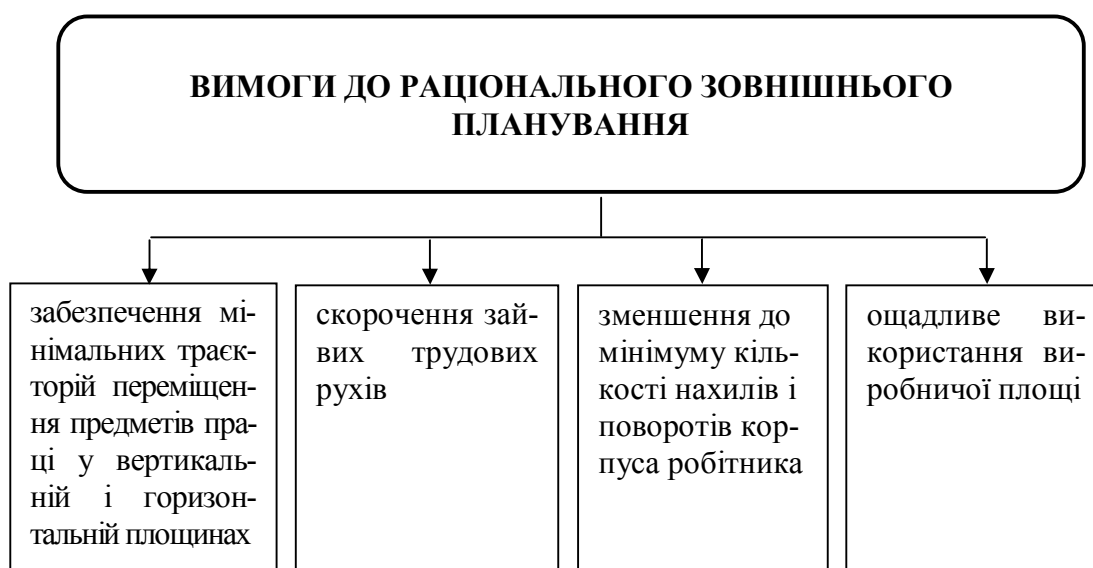 ВИМОГИ ДО РАЦІОНАЛЬНОГО ЗОВНІШНЬОГО
ПЛАНУВАННЯ
забезпечення мі-
німальних траєк-
торій переміщен-
ня предметів пра-
ці у вертикаль-
ній і горизон-
тальній площинах
скорочення зай-
вих трудових
рухів
зменшення до
мінімуму кіль-
кості нахилів і
поворотів кор-
пуса робітника
ощадливе ви-
користання ви-
робничої площі